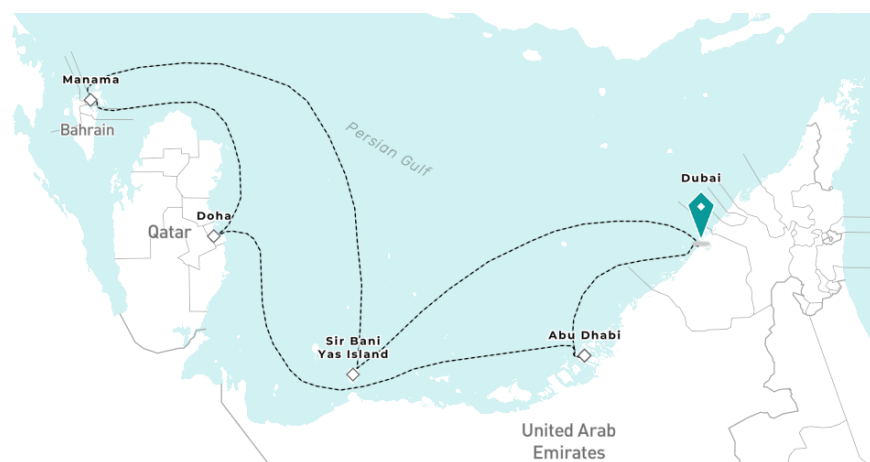 Manama
Bahrain
Persian Gulf
Dubai
Doha
Qatar
Sir Bani
Yas Island
Abu Dhabi
United Arab
Emirates